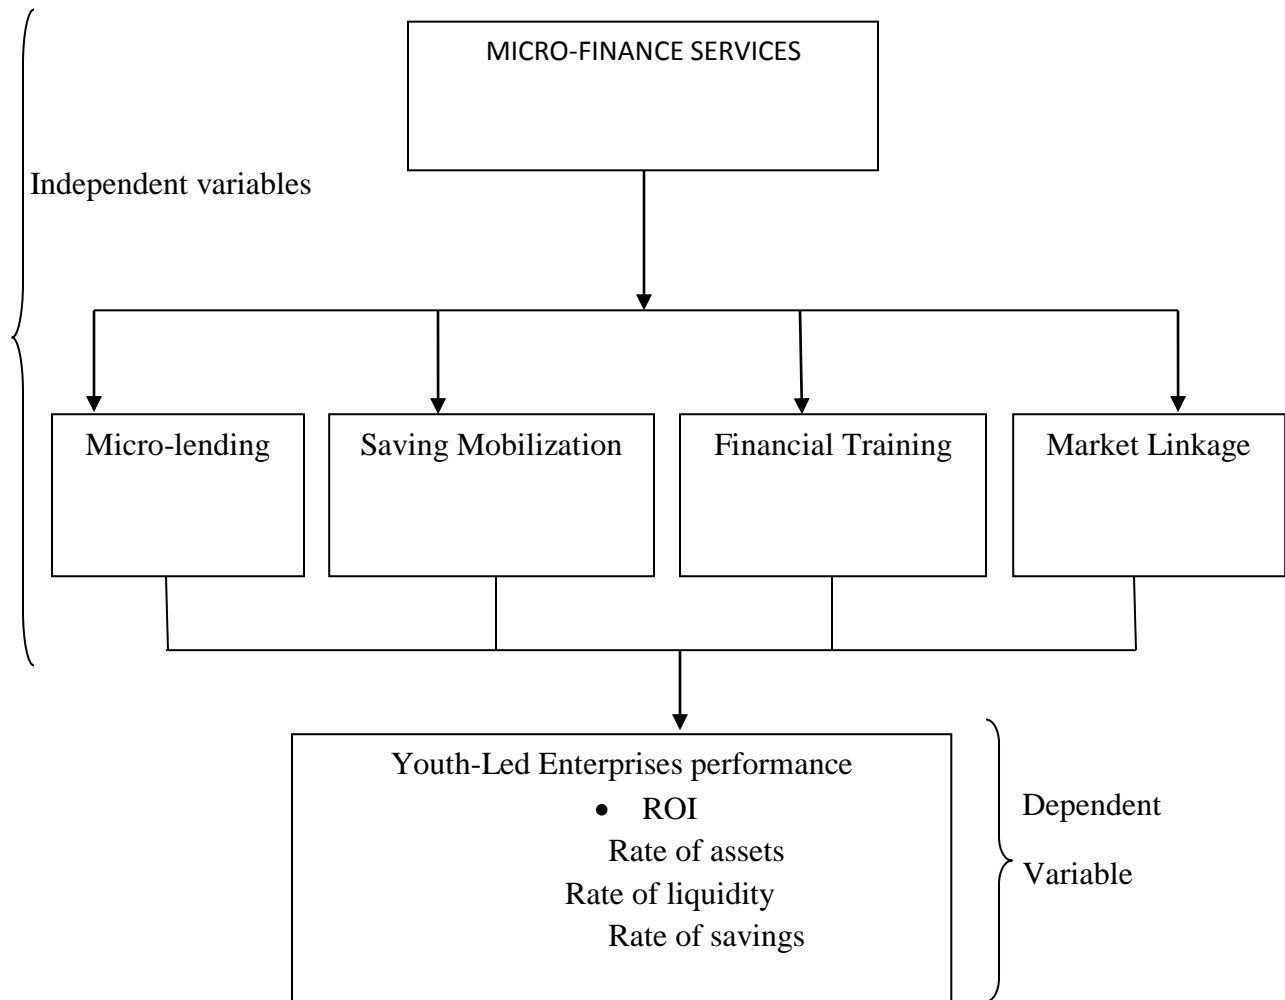 MICRO-FINANCE SERVICES
Independent variables
Micro-lending
Saving Mobilization
Financial Training
Market Linkage
Youth-Led Enterprises performance
• ROI
Rate of assets
Rate of liquidity
Rate of savings
Dependent
Variable